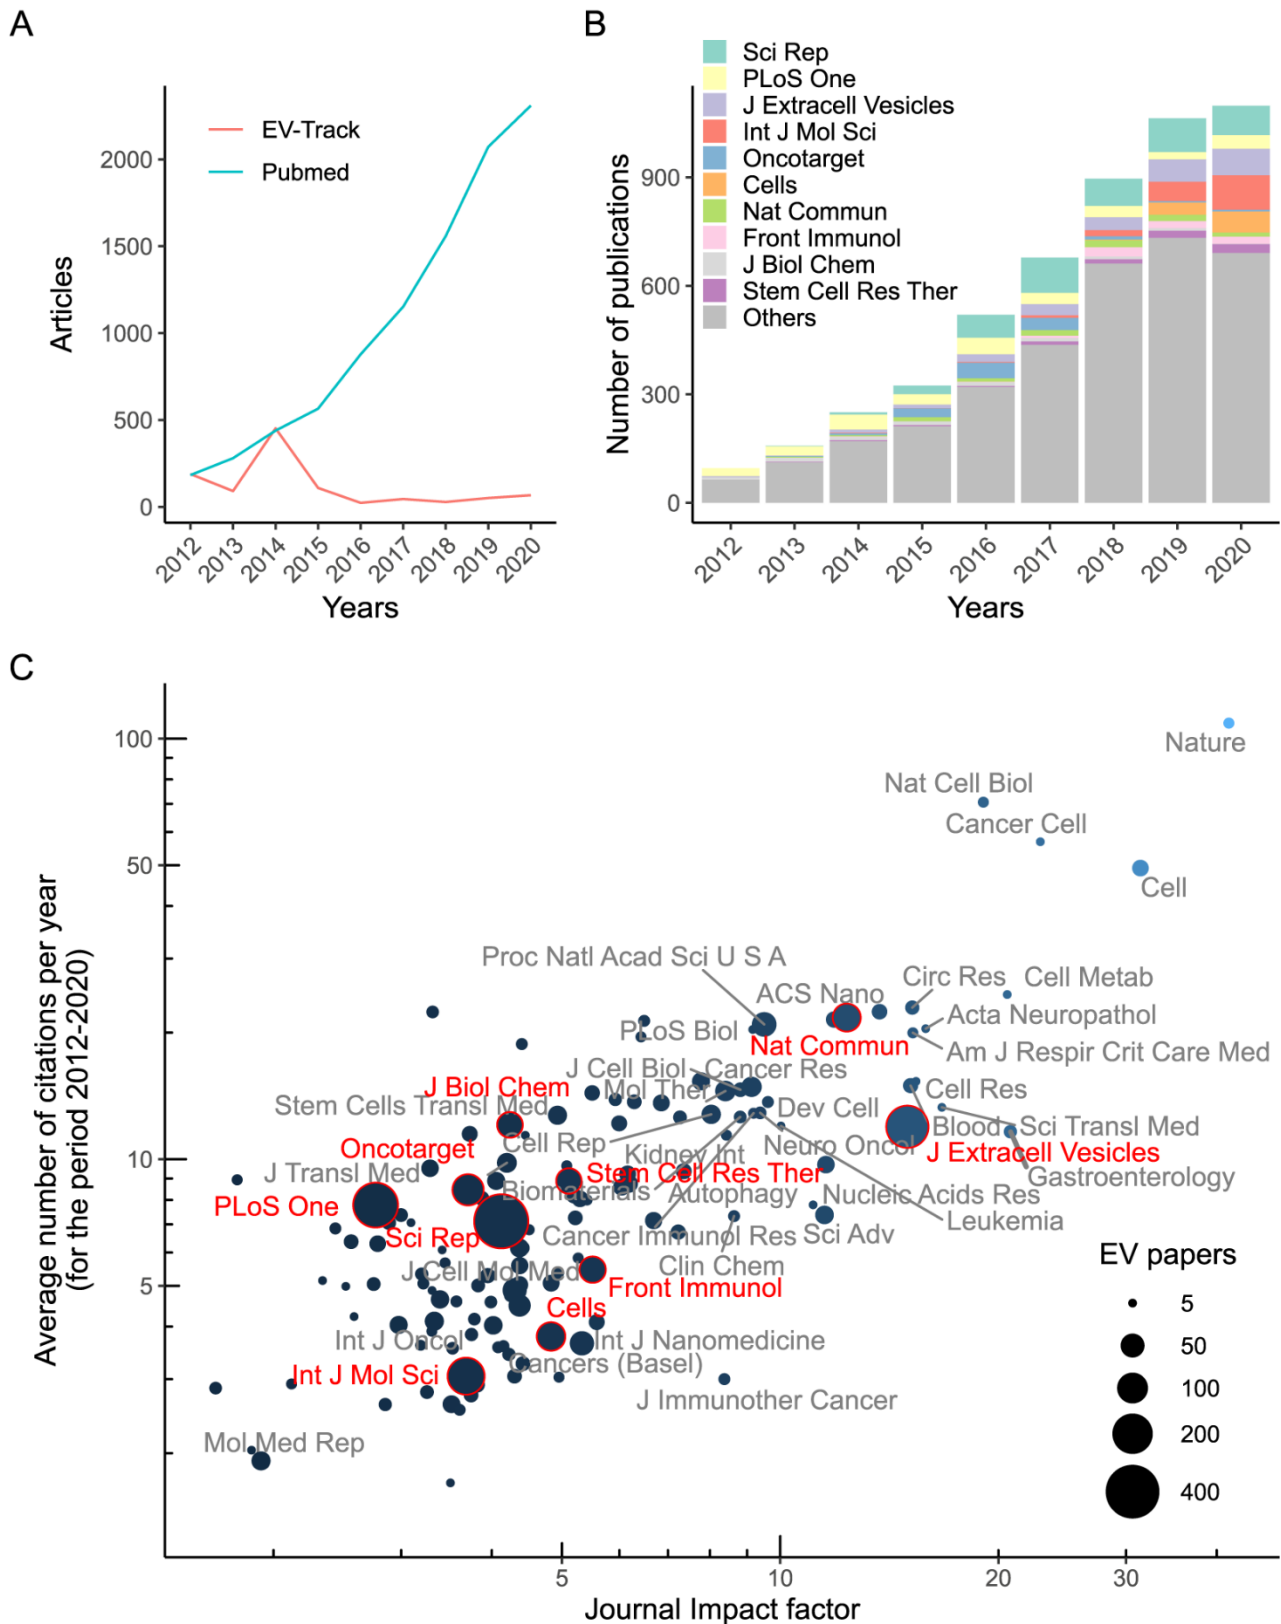 A
Articles
2000
1500
1000
500
0
EV-Track
Pubmed
2012
2013
2014
2015
2016
2017
2018
2019
2020
Years
B
Number of publications
900
600
300
0
Sci Rep
PLoS One
J Extracell Vesicles
Int J Mol Sci
Oncotarget
Cells
Nat Commun
Front Immunol
J Biol Chem
Stem Cell Res Ther
Others
2012
2013
2014
2015
2016
2017
2018
2019
2020
Years
C
Average number of citations per year
(for the period 2012-2020)
100
50
10
5
Nature
Nat Cell Biol
Cancer Cell
Cell
Proc Natl Acad Sci U S A
Circ Res
Cell Metab
ACS Nano
Acta Neuropathol
PLoS Biol
Nat Commun
Am J Respir Crit Care Med
J Cell Biol
Cancer Res
J Biol Chem
Mol Ther
Cell Res
Stem Cells Transl Med
Dev Cell
Blood
Sci Transl Med
Oncotarget
Cell Rep
Kidney Int
Neuro Oncol
J Extracell Vesicles
J Transl Med
Stem Cell Res Ther
Gastroenterology
PLoS One
Biomaterials
Autophagy
Nucleic Acids Res
Leukemia
Sci Rep
Cancer Immunol Res
Sci Adv
Clin Chem
J Cell Mol Med
Front Immunol
Cells
Int J Oncol
Int J Nanomedicine
Cancers (Basel)
Int J Mol Sci
J Immunother Cancer
Mol Med Rep
EV papers
5
50
100
200
400
5
10
20
30
Journal Impact factor